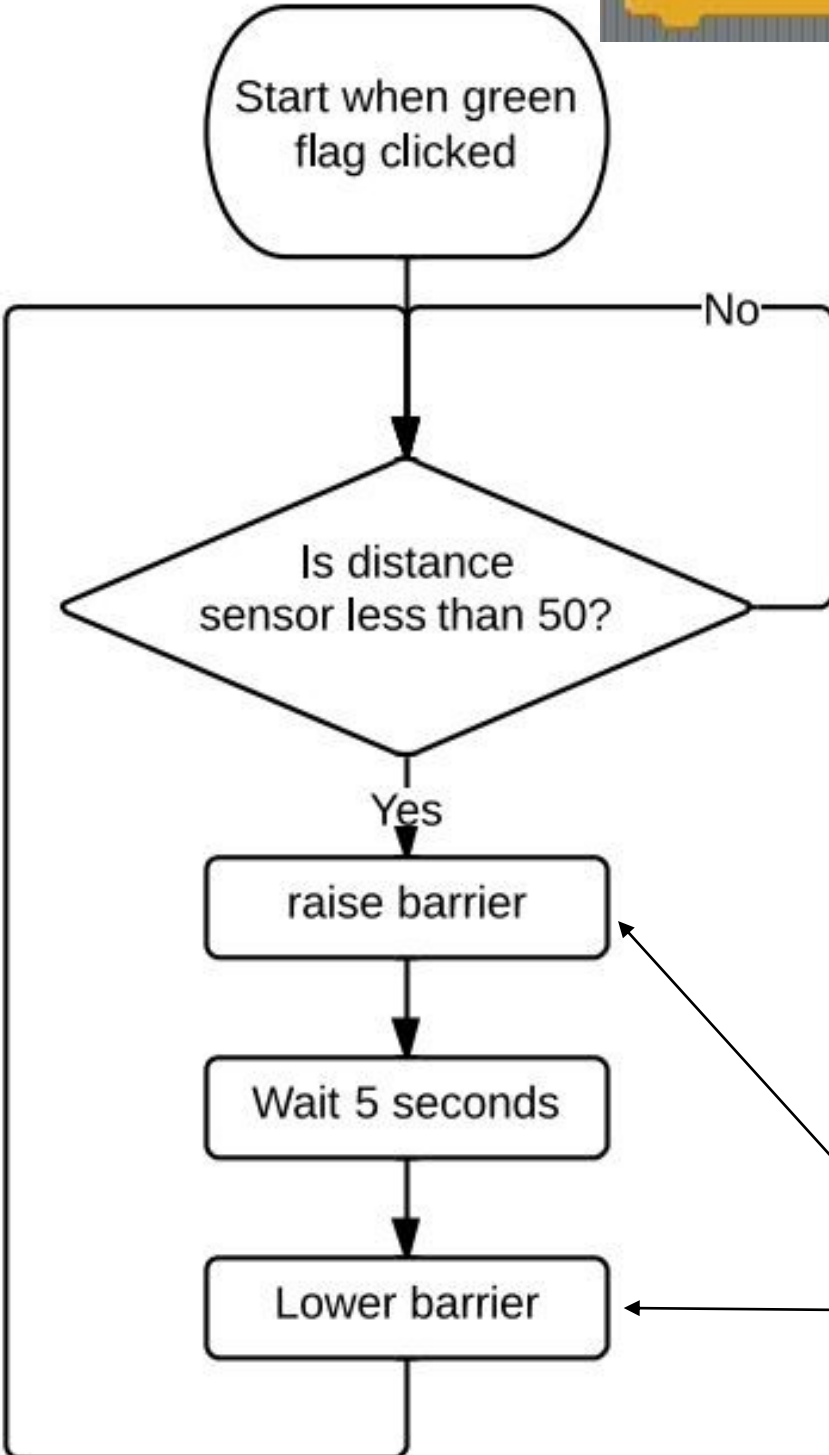 Start when green
flag clicked
No
Is distance
sensor less than 50?
Yes
raise barrier
Wait 5 seconds
Lower barrier